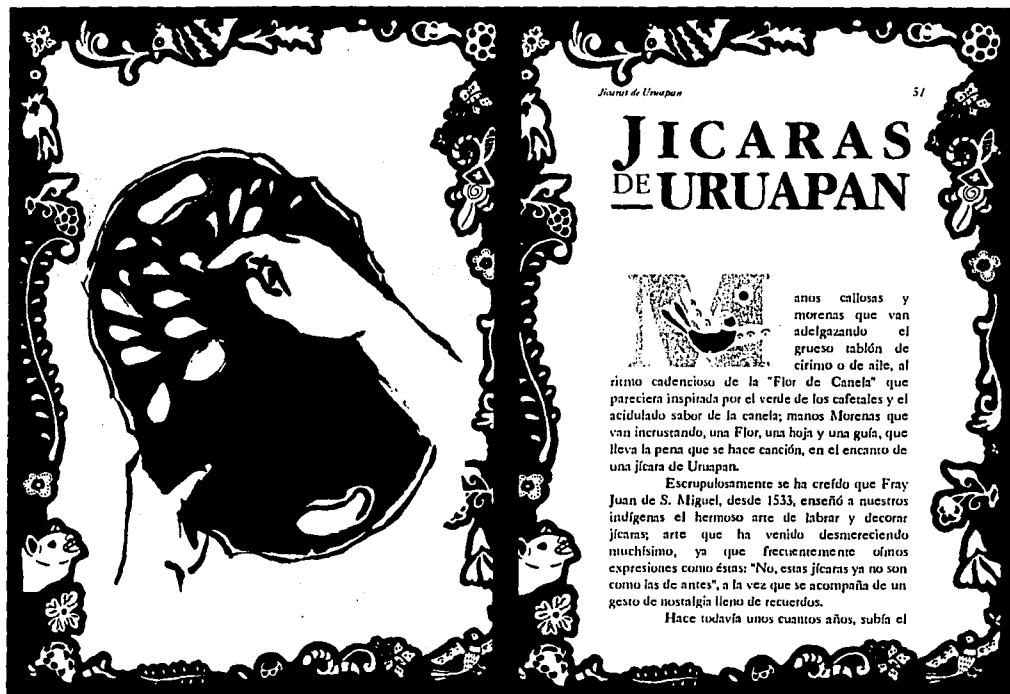 Jicaras de Uruapan
51
JICARAS
DE URUAPAN
M
anos callosas y
morenas que van
adelgazando el
grueso tablón de
cirimo o de aile, al
ritmo cadencioso de la "Flor de Canela" que
pareciera inspirada por el verde de los cafetales y el
acidulado sabor de la canela; manos Morenas que
van incrustando, una Flor, una hoja y una guía, que
lleva la pena que se hace canción, en el encanto de
una jícara de Uruapan.
Escrupulosamente se ha creído que Fray
Juan de S. Miguel, desde 1533, enseñó a nuestros
indígenas el hermoso arte de labrar y decorar
jícaras; arte que ha venido desmereciendo
muchísimo, ya que frecuentemente oímos
expresiones como éstas: "No, estas jícaras ya no son
como las de antes", a la vez que se acompaña de un
gesto de nostalgia lleno de recuerdos.
Hace todavía unos cuantos años, subía el